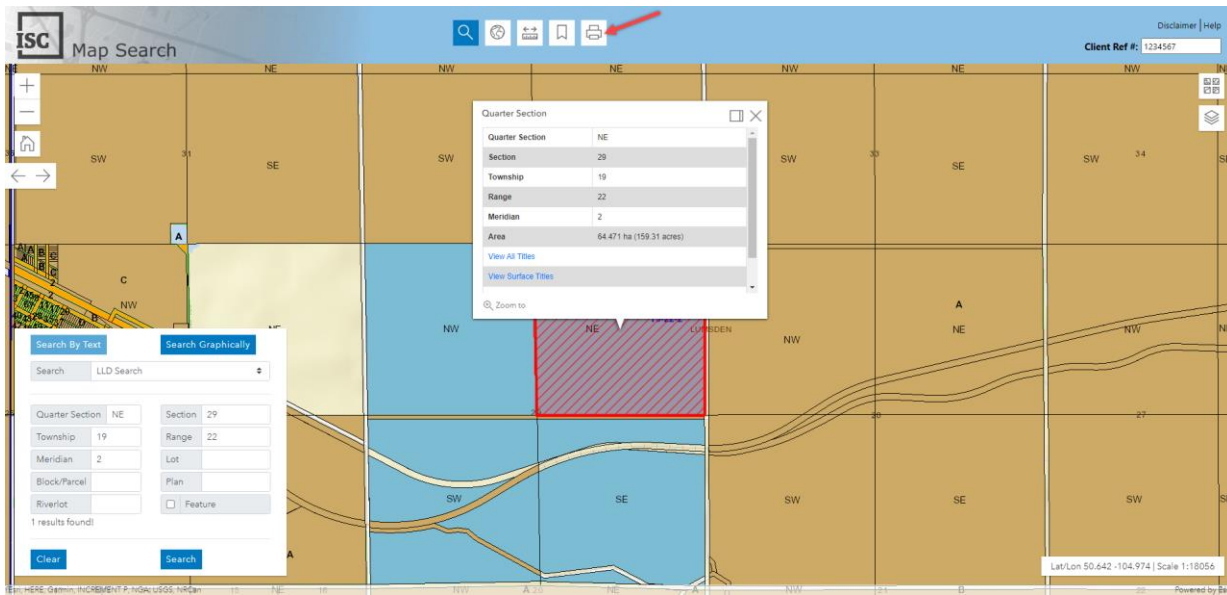 ISC
Map Search
Disclaimer | Help
Client Ref #: 1234567
NW NE NW NE NW NE NW
SW 31 SE SW SW 33 SE SW 34
Quarter Section
Quarter Section NE
Section 29
Township 19
Range 22
Meridian 2
Area 64.471 ha (159.31 acres)
View All Titles
View Surface Titles
Zoom to
A
C
NW
A
NW NE LUMSDEN NW NE NW
Search By Text Search Graphically
Search LLD Search
Quarter Section NE Section 29
Township 19 Range 22
Meridian 2 Lot
Block/Parcel Plan
Riverlot Feature
1 results found!
Clear Search
28 27
SW SE SW SE SW
A
Lat/Lon 50.642 -104.974 | Scale 1:18056